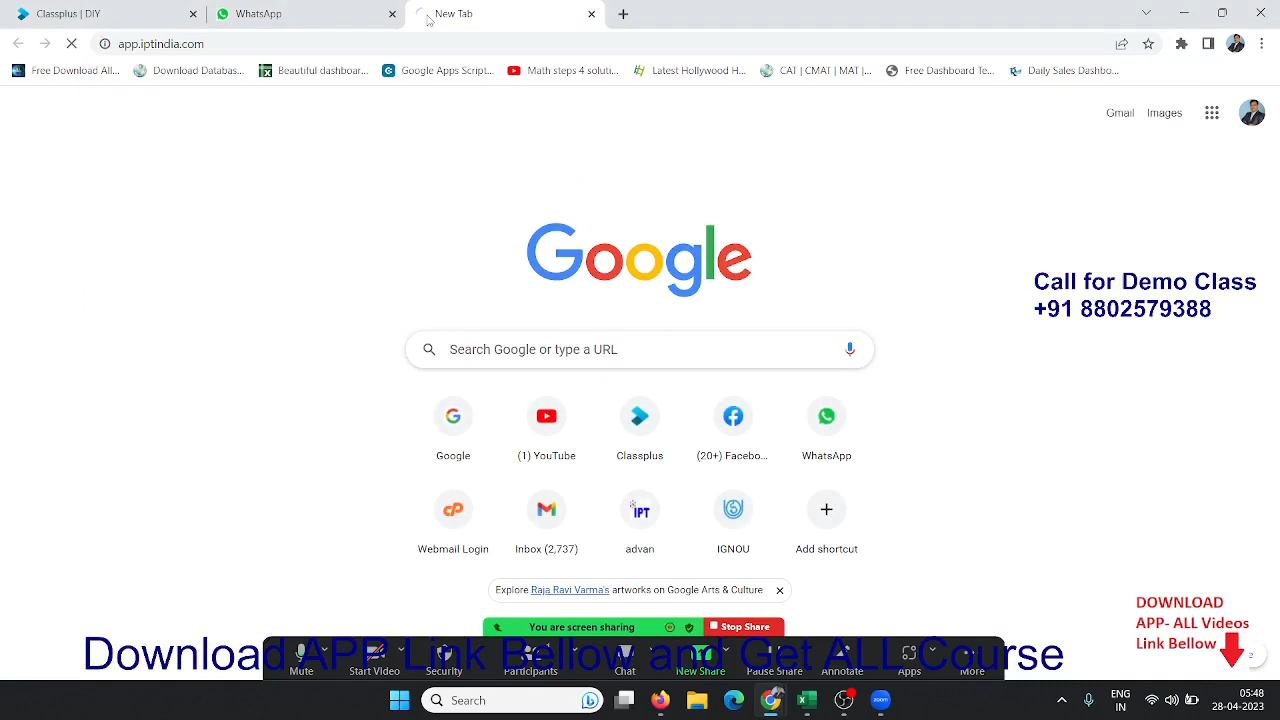 Classplus | DIY
WhatsApp
New Tab
app.iptindia.com
Free Download All...
Download Databas...
Beautiful dashboar...
Google Apps Script...
Math steps 4 soluti...
Latest Hollywood H...
CAT | CMAT | MAT |...
Free Dashboard Te...
Daily Sales Dashbo...
Gmail
Images
Google
Call for Demo Class
+91 8802579388
Search Google or type a URL
Google
(1) YouTube
Classplus
(20+) Facebo...
WhatsApp
IPT
Webmail Login
Inbox (2,737)
advan
IGNOU
Add shortcut
Explore Raja Ravi Varma's artworks on Google Arts & Culture
DOWNLOAD
APP- ALL Videos
Link Bellow
You are screen sharing
Stop Share
Download APP Link Bellow and Get ALL Course
Mute
Start Video
Security
Participants
Chat
New Share
Pause Share
Annotate
Apps
More
Search
zoom
ENG
IN
05:48
28-04-2023